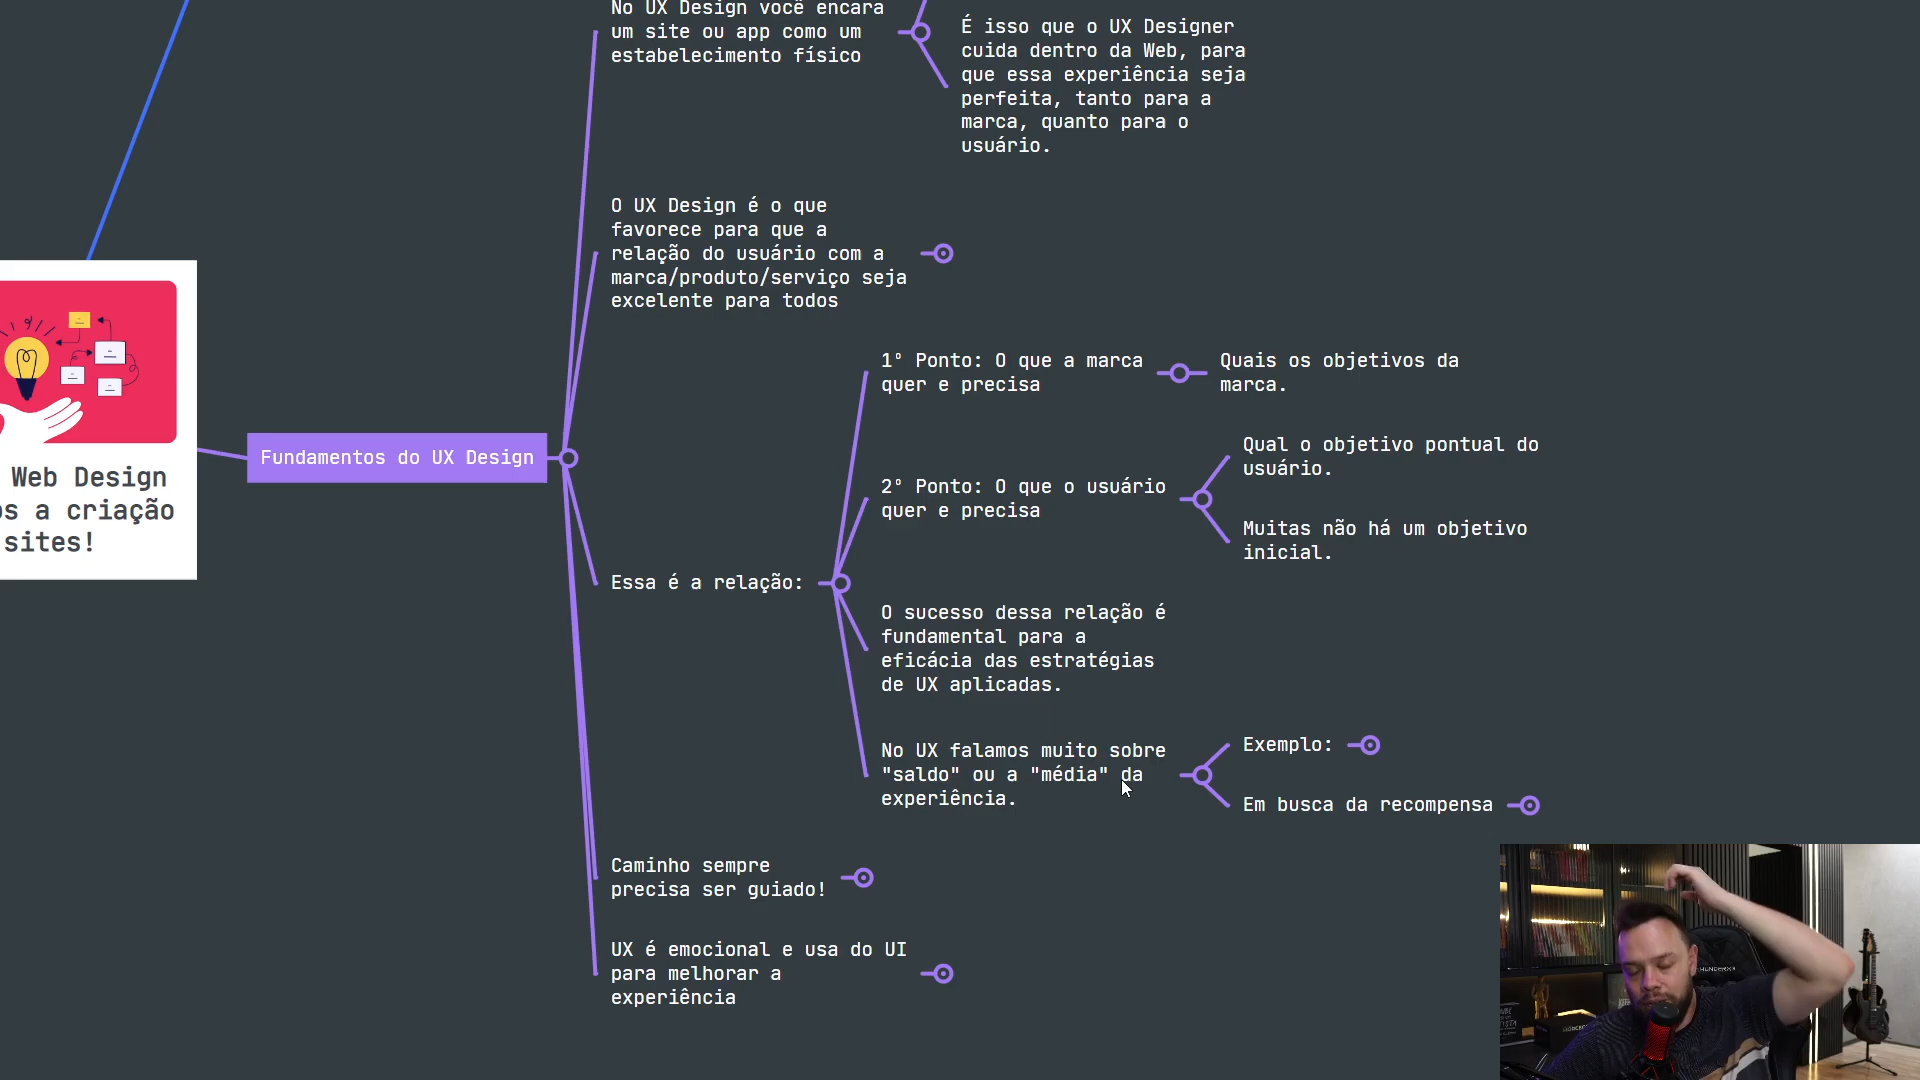 No UX Design você encara
um site ou app como um
estabelecimento físico
É isso que o UX Designer
cuida dentro da Web, para
que essa experiência seja
perfeita, tanto para a
marca, quanto para o
usuário.
O UX Design é o que
favorece para que a
relação do usuário com a
marca/produto/serviço seja
excelente para todos
1º Ponto: O que a marca
quer e precisa
Quais os objetivos da
marca.
Fundamentos do UX Design
Web Design
os a criação
sites!
2º Ponto: O que o usuário
quer e precisa
Qual o objetivo pontual do
usuário.
Muitas não há um objetivo
inicial.
Essa é a relação:
O sucesso dessa relação é
fundamental para a
eficácia das estratégias
de UX aplicadas.
No UX falamos muito sobre
"saldo" ou a "média" da
experiência.
Exemplo:
Em busca da recompensa
Caminho sempre
precisa ser guiado!
UX é emocional e usa do UI
para melhorar a
experiência